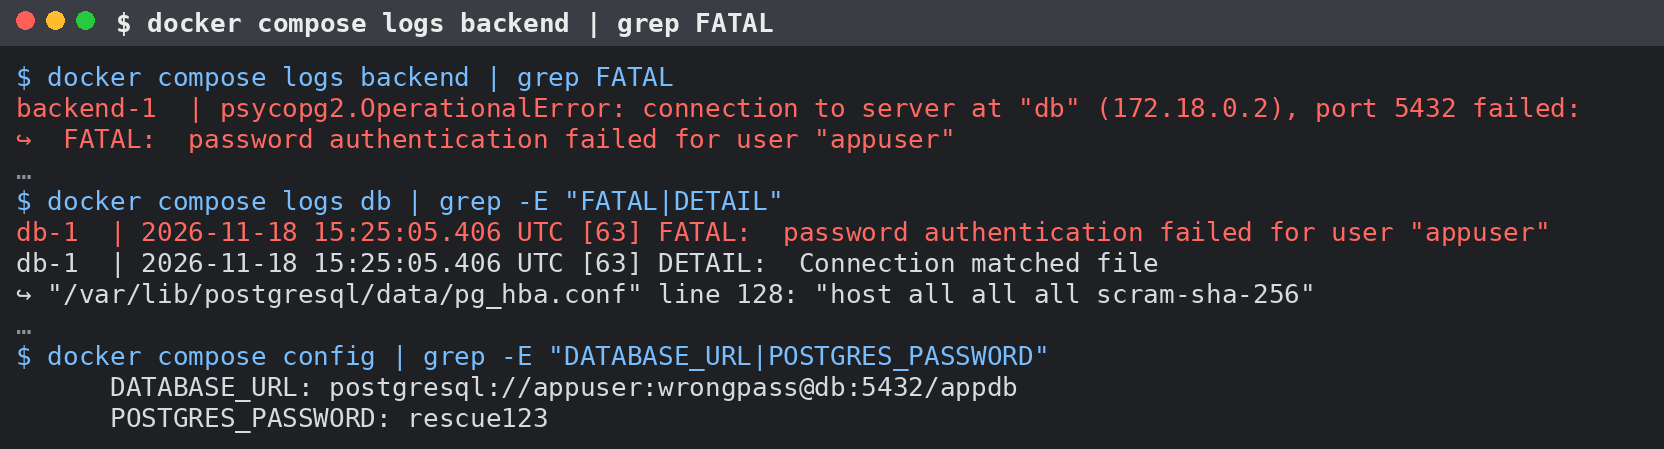 $ docker compose logs backend | grep FATAL
$ docker compose logs backend | grep FATAL
backend-1  | psycopg2.OperationalError: connection to server at "db" (172.18.0.2), port 5432 failed:
↪  FATAL:  password authentication failed for user "appuser"
…
$ docker compose logs db | grep -E "FATAL|DETAIL"
db-1  | 2026-11-18 15:25:05.406 UTC [63] FATAL:  password authentication failed for user "appuser"
db-1  | 2026-11-18 15:25:05.406 UTC [63] DETAIL:  Connection matched file
↪ "/var/lib/postgresql/data/pg_hba.conf" line 128: "host all all all scram-sha-256"
…
$ docker compose config | grep -E "DATABASE_URL|POSTGRES_PASSWORD"
      DATABASE_URL: postgresql://appuser:wrongpass@db:5432/appdb
      POSTGRES_PASSWORD: rescue123